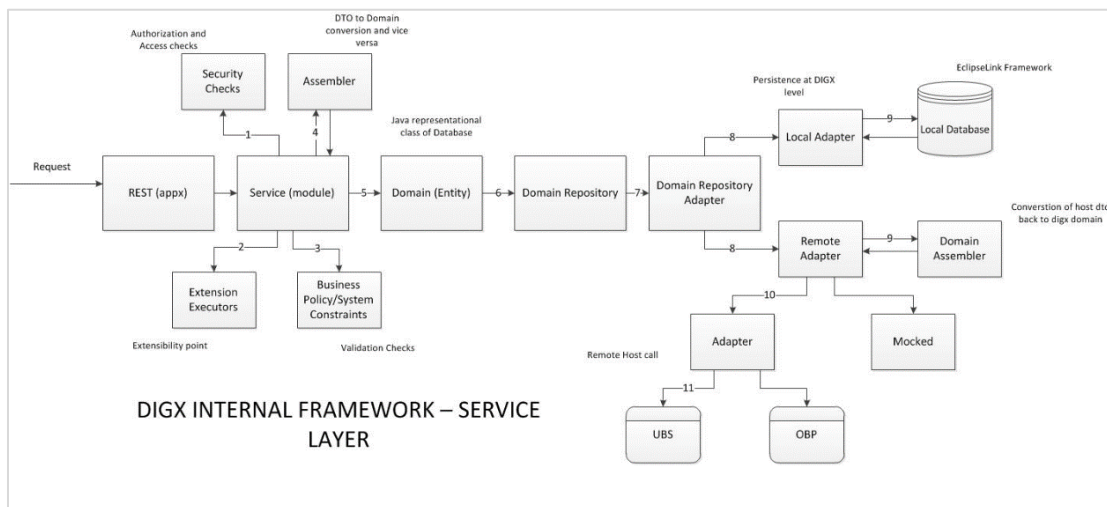 Authorization and
Access checks
DTO to Domain
conversion and vice
versa
Security
Checks
Assembler
Persistence at DIGX
level
EclipseLink Framework
Java representational
class of Database
1
4
8
9
Local Adapter
Local Database
Request
REST (appx)
Service (module)
5
Domain (Entity)
6
Domain Repository
7
Domain Repository
Adapter
Converstion of host dto
back to digx domain
2
3
8
Remote
Adapter
9
Domain
Assembler
Extension
Executors
Business
Policy/System
Constraints
10
Extensibility point
Validation Checks
Adapter
Mocked
Remote Host call
11
DIGX INTERNAL FRAMEWORK – SERVICE
LAYER
UBS
OBP